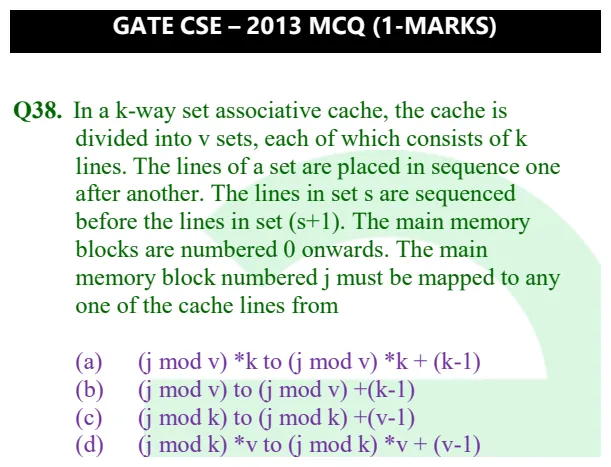 GATE CSE – 2013 MCQ (1-MARKS)
Q38. In a k-way set associative cache, the cache is
divided into v sets, each of which consists of k
lines. The lines of a set are placed in sequence one
after another. The lines in set s are sequenced
before the lines in set (s+1). The main memory
blocks are numbered 0 onwards. The main
memory block numbered j must be mapped to any
one of the cache lines from
(a) (j mod v) *k to (j mod v) *k + (k-1)
(b) (j mod v) to (j mod v) +(k-1)
(c) (j mod k) to (j mod k) +(v-1)
(d) (j mod k) *v to (j mod k) *v + (v-1)